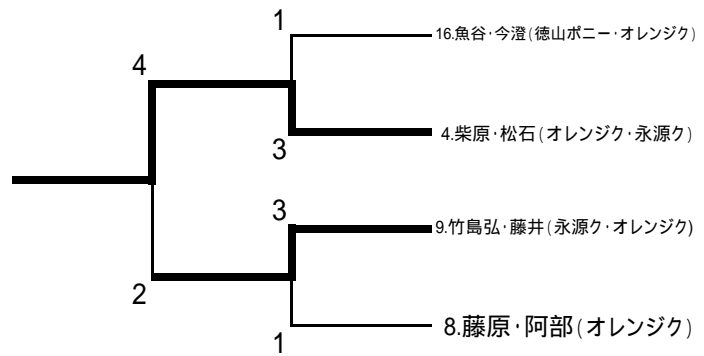 1
16.魚谷・今澄(徳山ポニー・オレンジク)
4
4.柴原・松石(オレンジク・永源ク)
3
3
9.竹島弘・藤井(永源ク・オレンジク)
2
8.藤原・阿部(オレンジク)
1